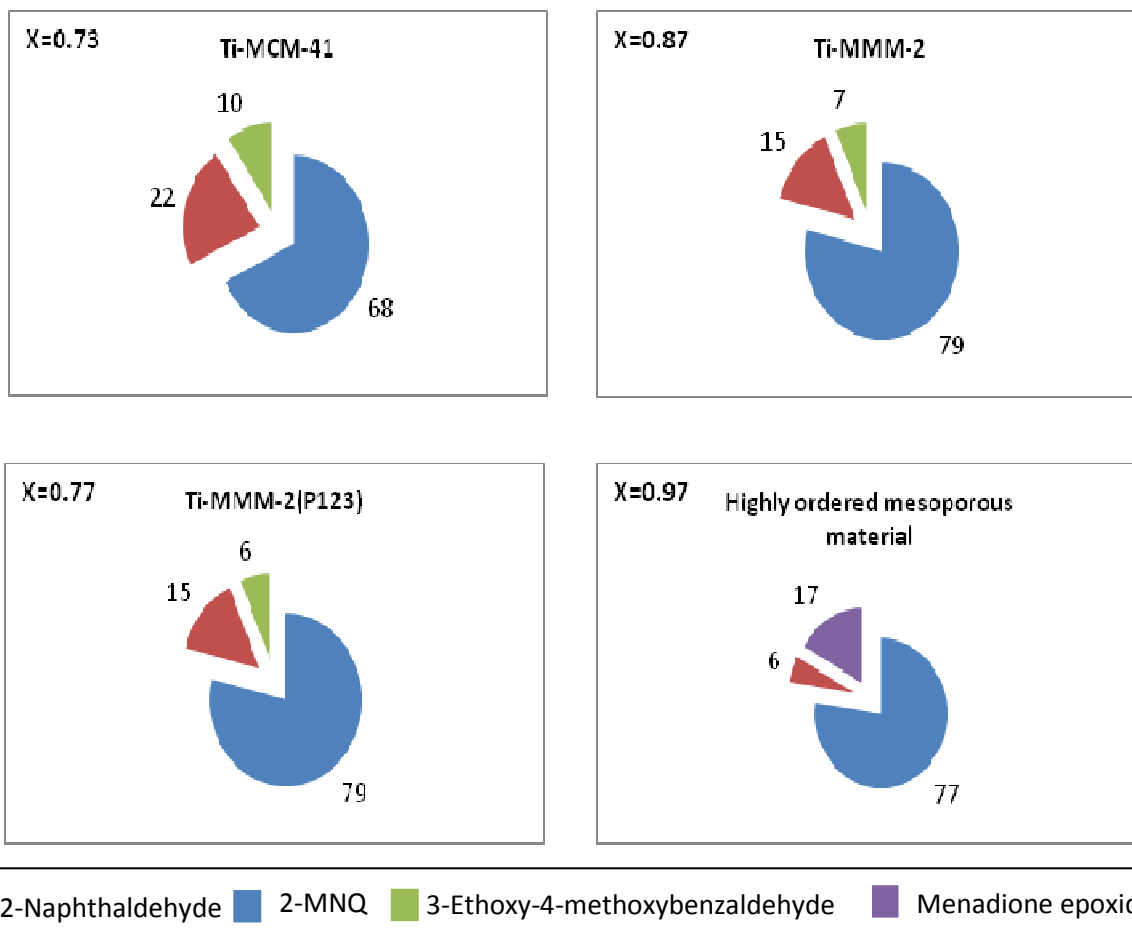 X=0.73
Ti-MCM-41
10
22
68
X=0.87
Ti-MMM-2
7
15
79
X=0.77
Ti-MMM-2(P123)
6
15
79
X=0.97
Highly ordered mesoporous
material
17
6
77
2-Naphthaldehyde 2-MNQ 3-Ethoxy-4-methoxybenzaldehyde Menadione